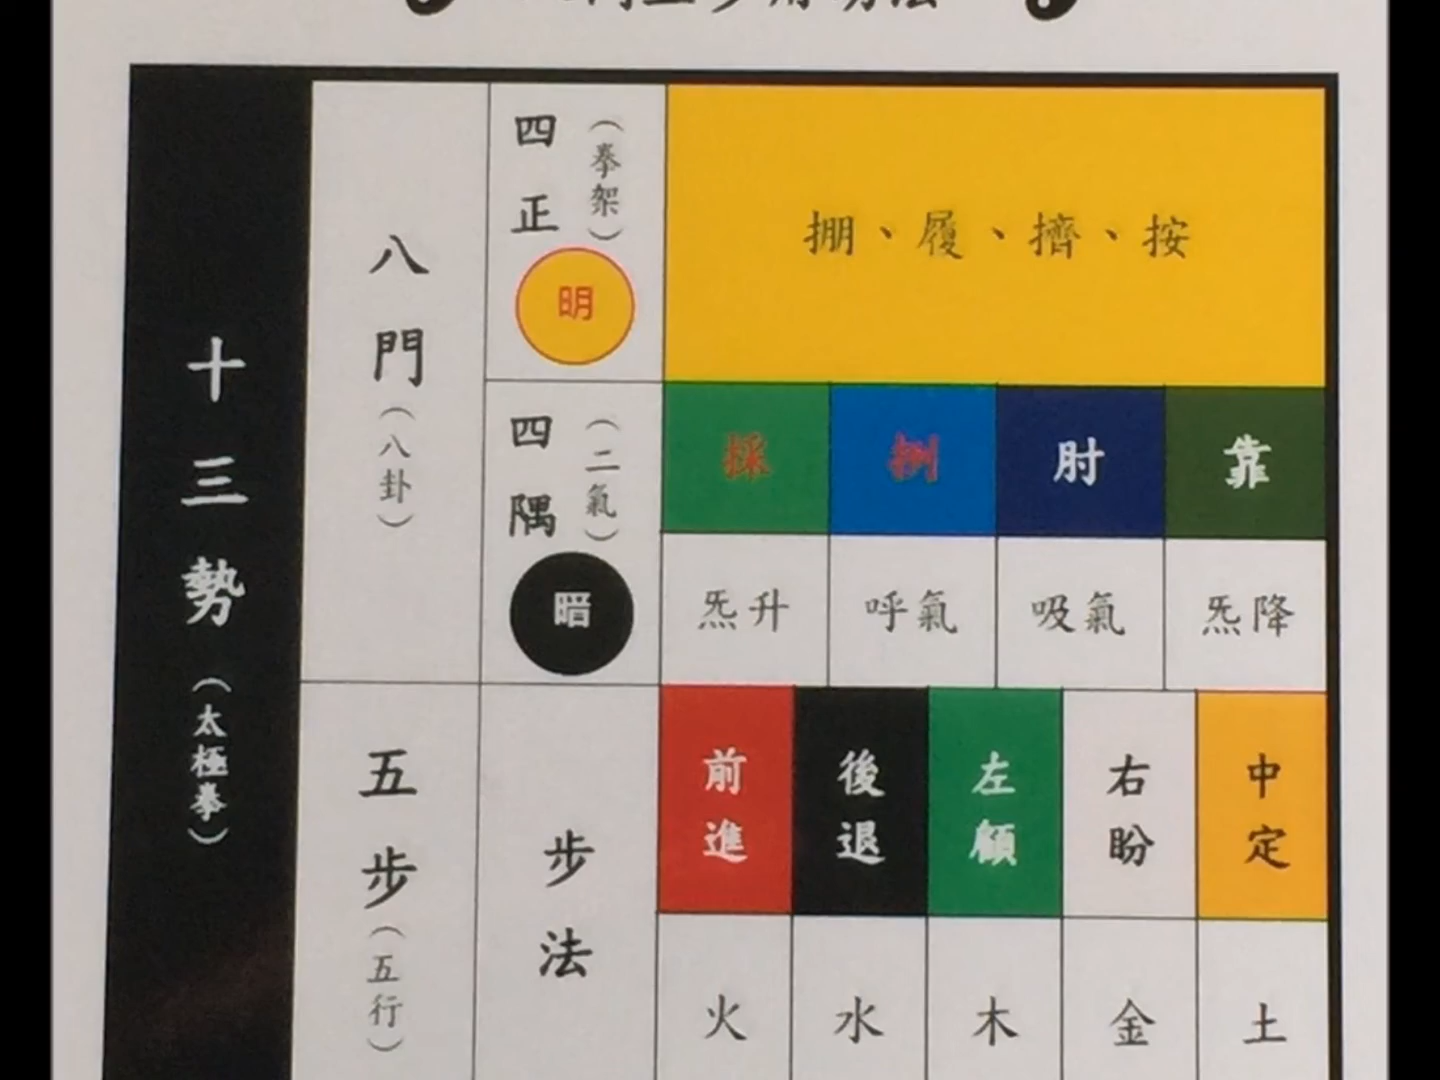 十三勢（太極拳）
八門（八卦）
四正（拳架）
明
掤、履、擠、按
四隅（二氣）
暗
採 挒 肘 靠
炁升 呼氣 吸氣 炁降
五步（五行）
步法
前進 後退 左顧 右盼 中定
火 水 木 金 土